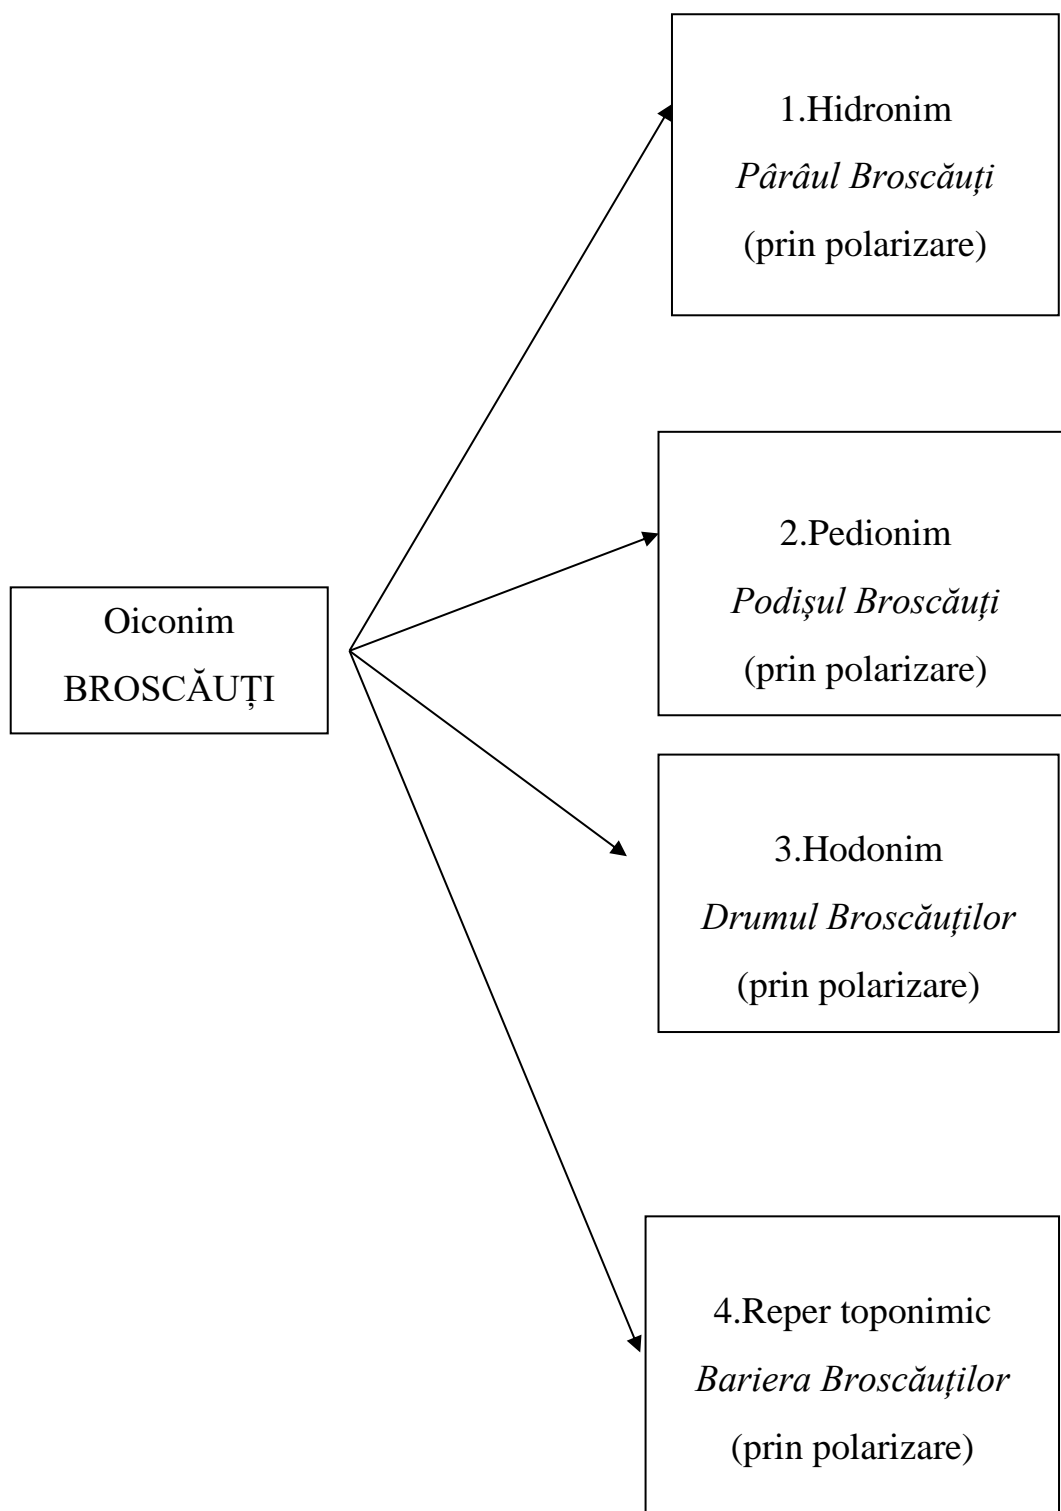 1.Hidronim
Pârâul Broscăuți
(prin polarizare)
2.Pedionim
Podișul Broscăuți
(prin polarizare)
Oiconim
BROSCĂUȚI
3.Hodonim
Drumul Broscăuților
(prin polarizare)
4.Reper toponimic
Bariera Broscăuților
(prin polarizare)